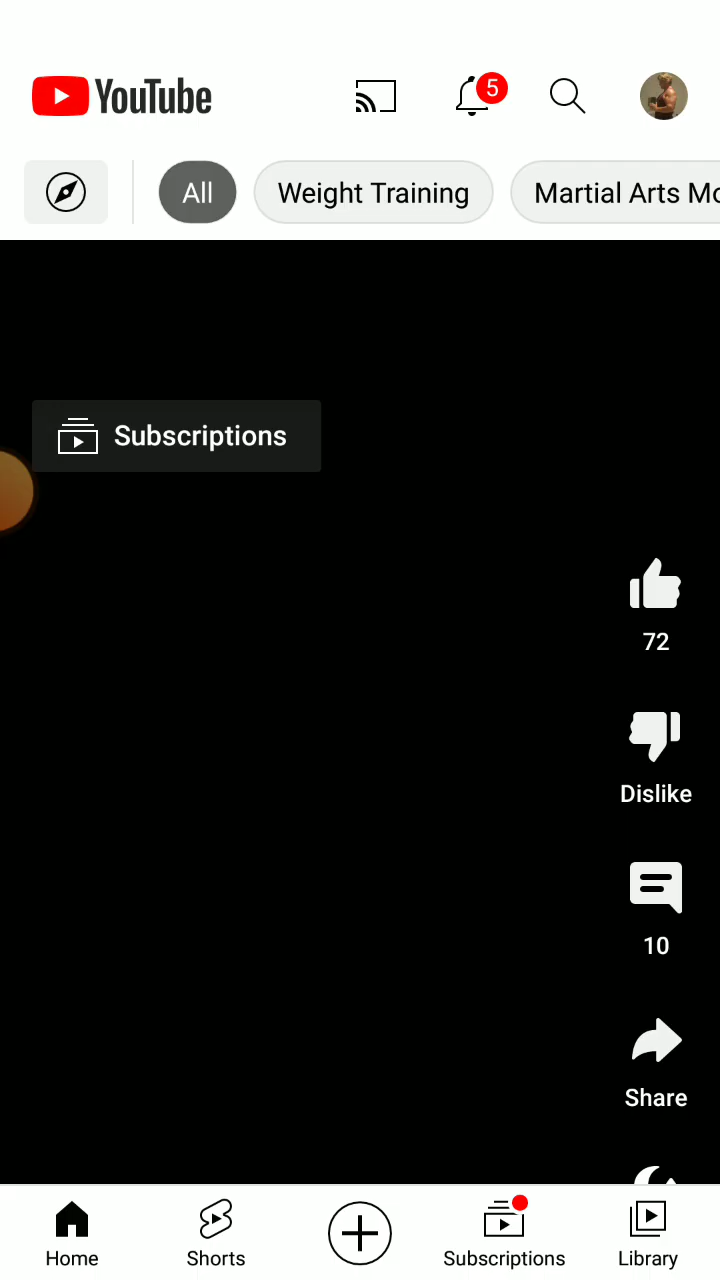 YouTube
5
All
Weight Training
Martial Arts Mo
Subscriptions
72
Dislike
10
Share
Home
Shorts
Subscriptions
Library